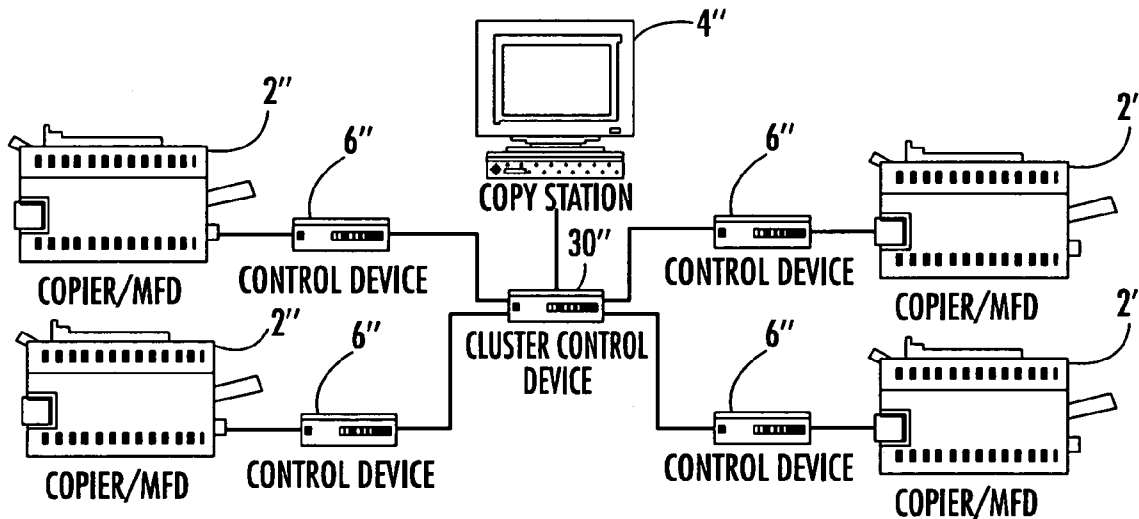 4"
2"
6"
6"
2'
COPY STATION
30"
COPIER/MFD
CONTROL DEVICE
CONTROL DEVICE
COPIER/MFD
2"
6"
CLUSTER CONTROL
DEVICE
6"
2'
COPIER/MFD
CONTROL DEVICE
CONTROL DEVICE
COPIER/MFD